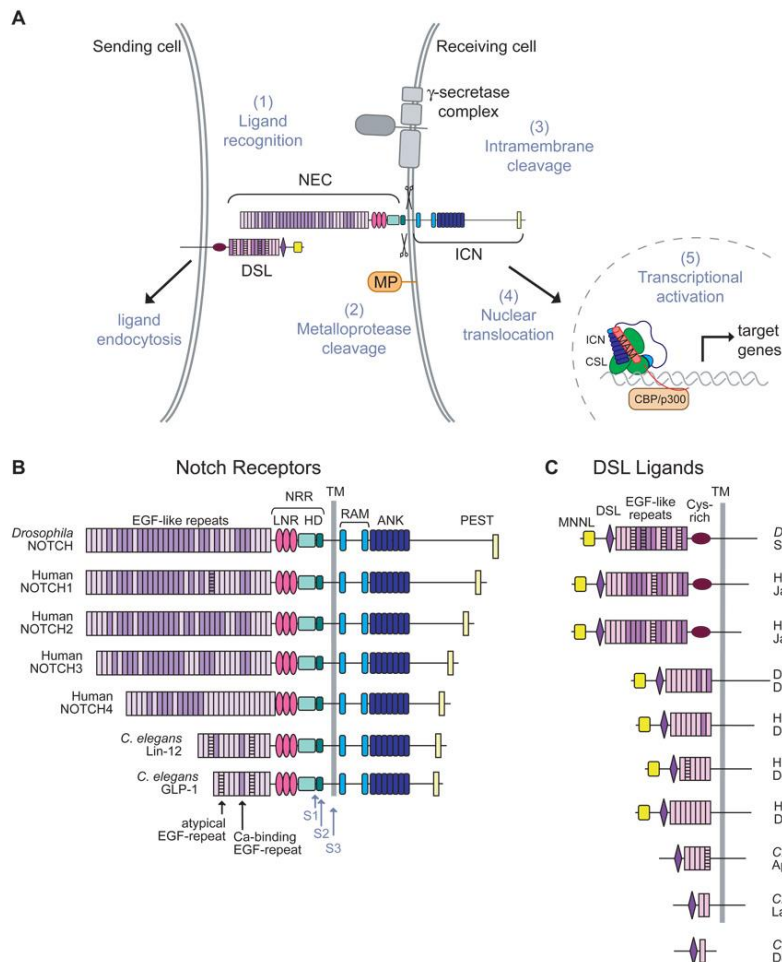 A
Sending cell
Receiving cell
γ-secretase
complex
(1)
Ligand
recognition
(3)
Intramembrane
cleavage
NEC
DSL
ICN
MP
ligand
endocytosis
(2)
Metalloprotease
cleavage
(4)
Nuclear
translocation
(5)
Transcriptional
activation
ICN
CSL
target
genes
CBP/p300
B
Notch Receptors
TM
NRR
EGF-like repeats
LNR HD
RAM
ANK
PEST
Drosophila
NOTCH
Human
NOTCH1
Human
NOTCH2
Human
NOTCH3
Human
NOTCH4
C. elegans
Lin-12
C. elegans
GLP-1
atypical
EGF-repeat
Ca-binding
EGF-repeat
S1
S2
S3
C
DSL Ligands
TM
MNNL
DSL
EGF-like
repeats
Cys-
rich